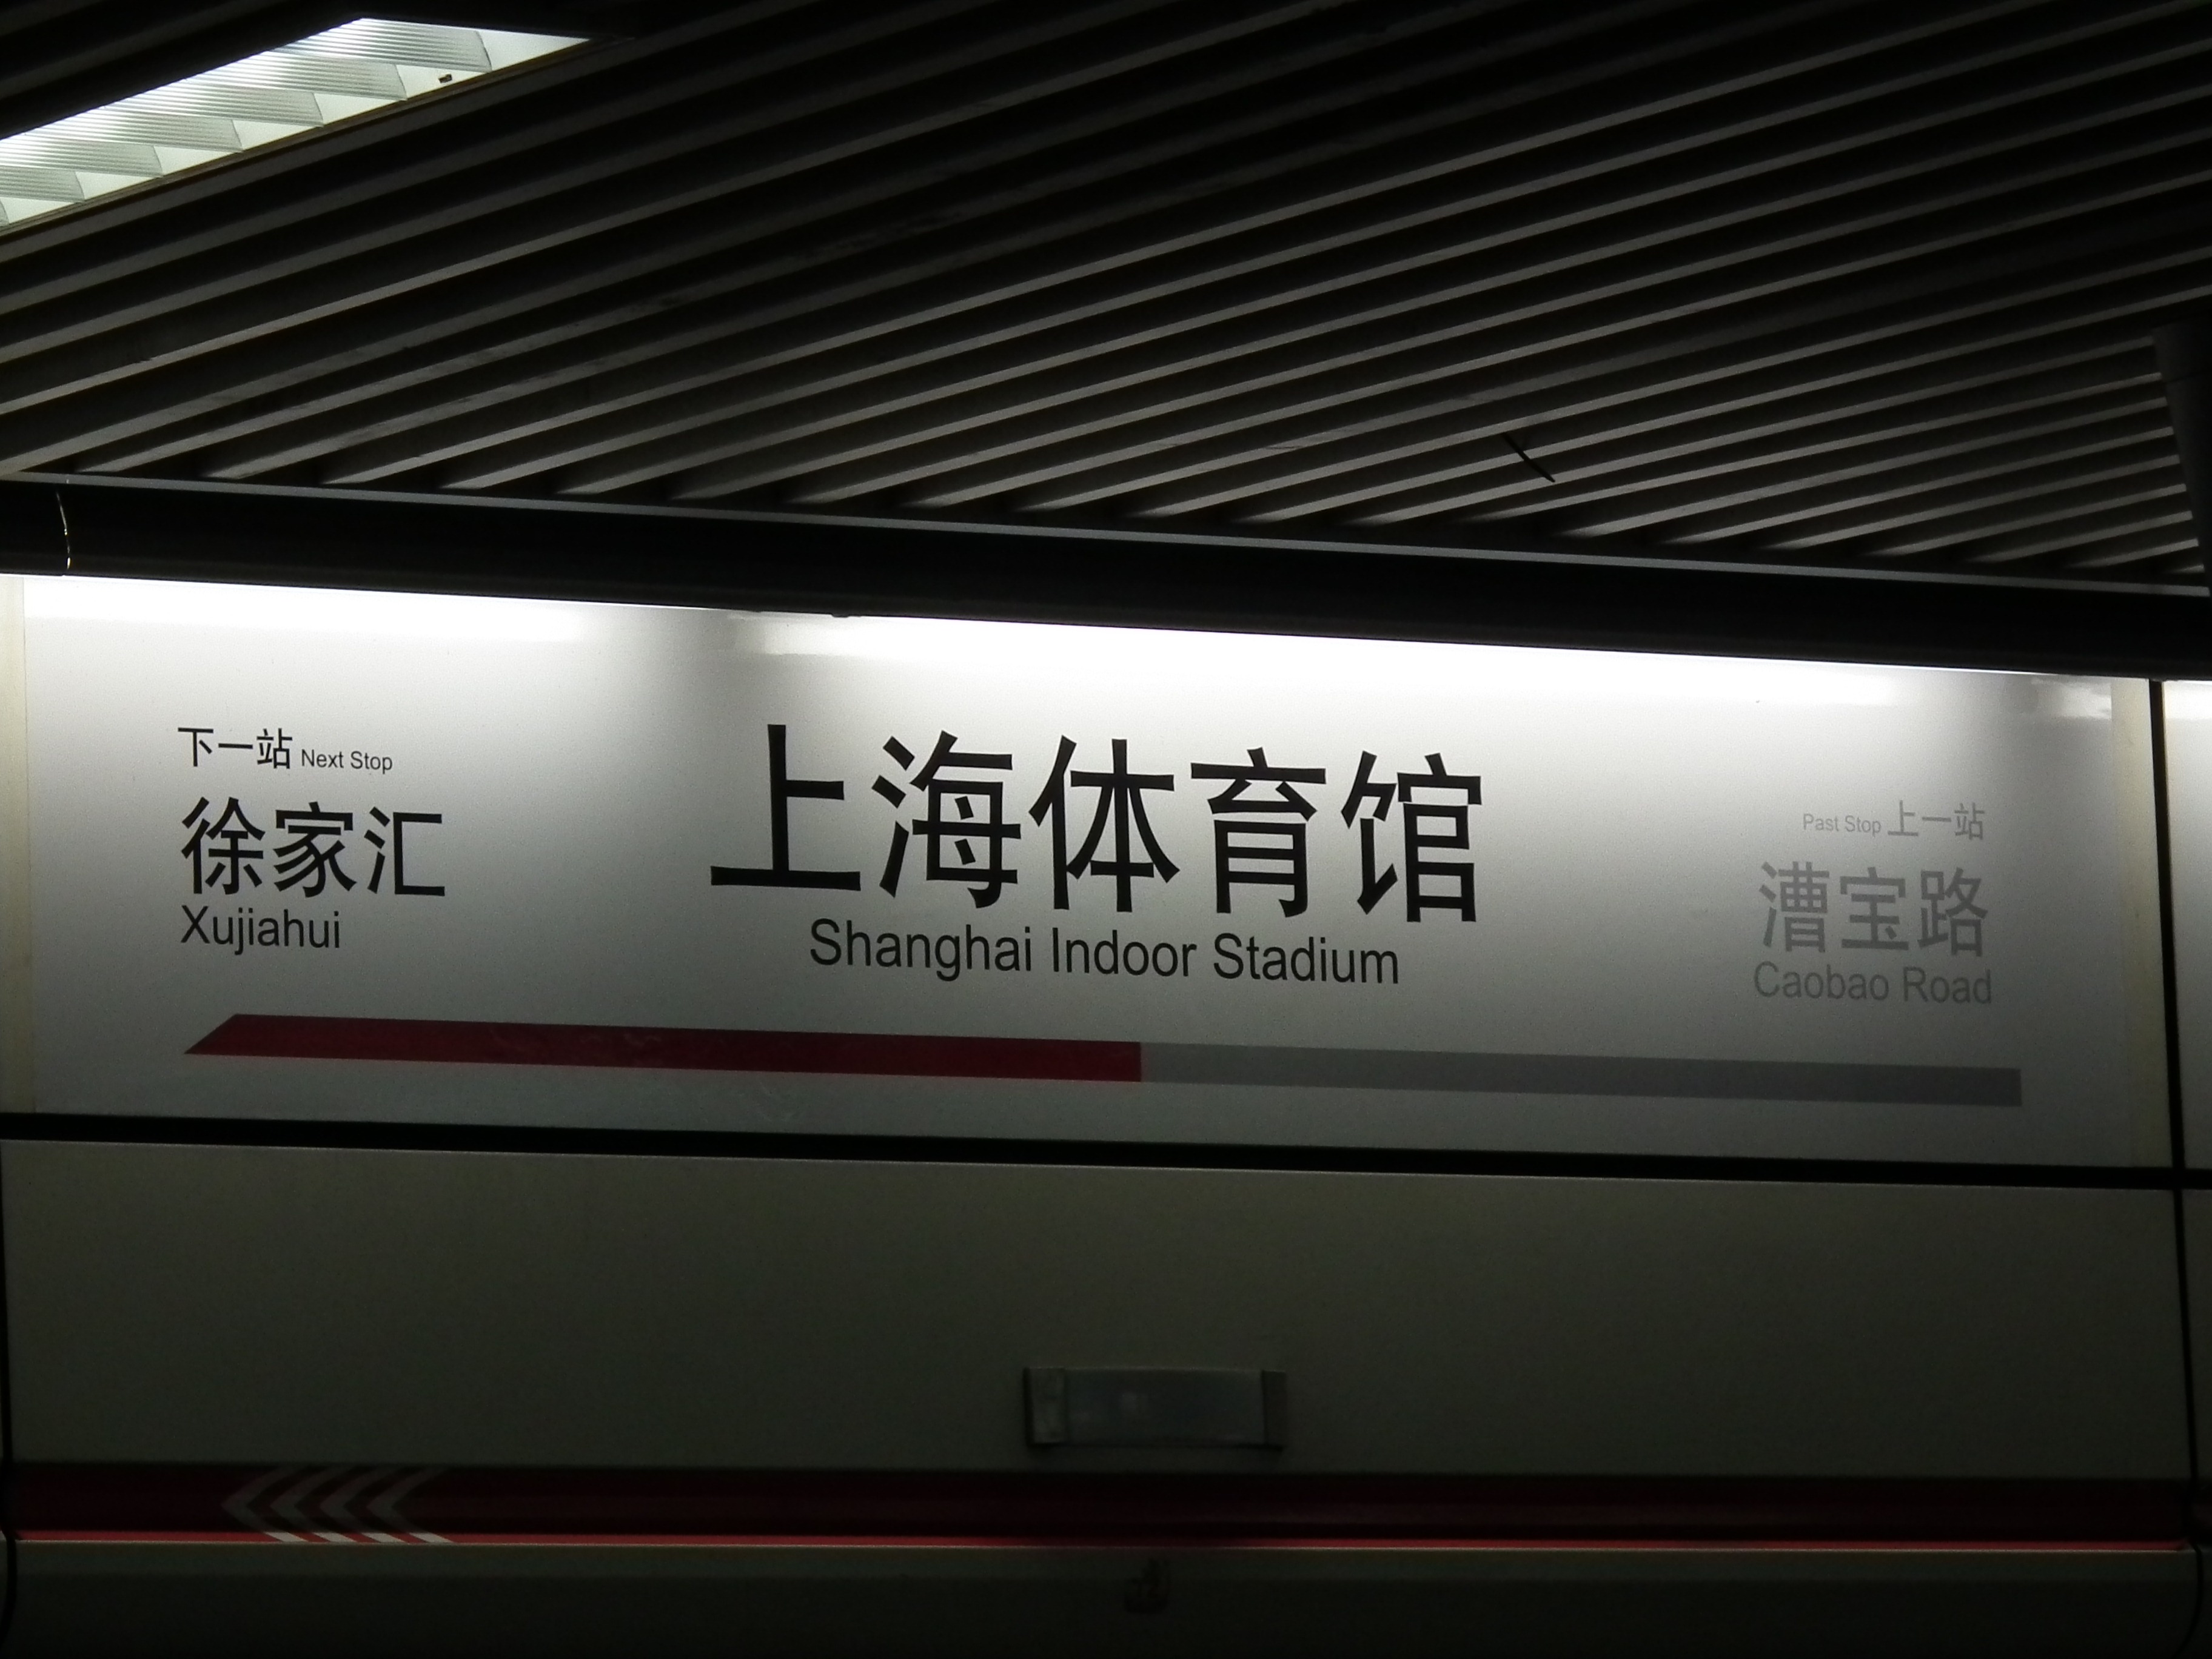 下一站 Next Stop
徐家汇
Xujiahui
上海体育馆
Shanghai Indoor Stadium
Past Stop 上一站
漕宝路
Caobao Road